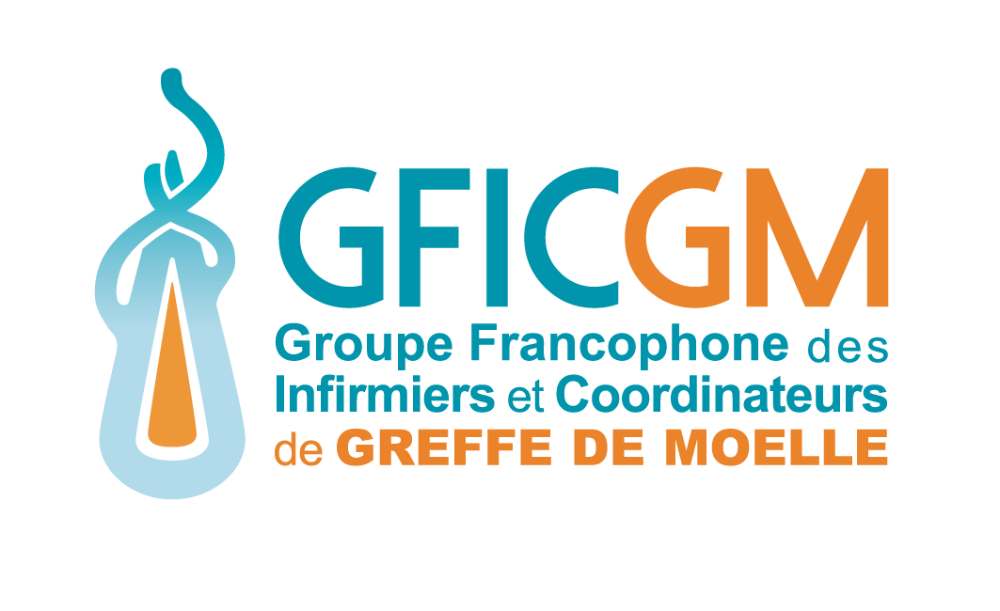 GFICGM
Groupe Francophone des
Infirmiers et Coordinateurs
de GREFFE DE MOELLE